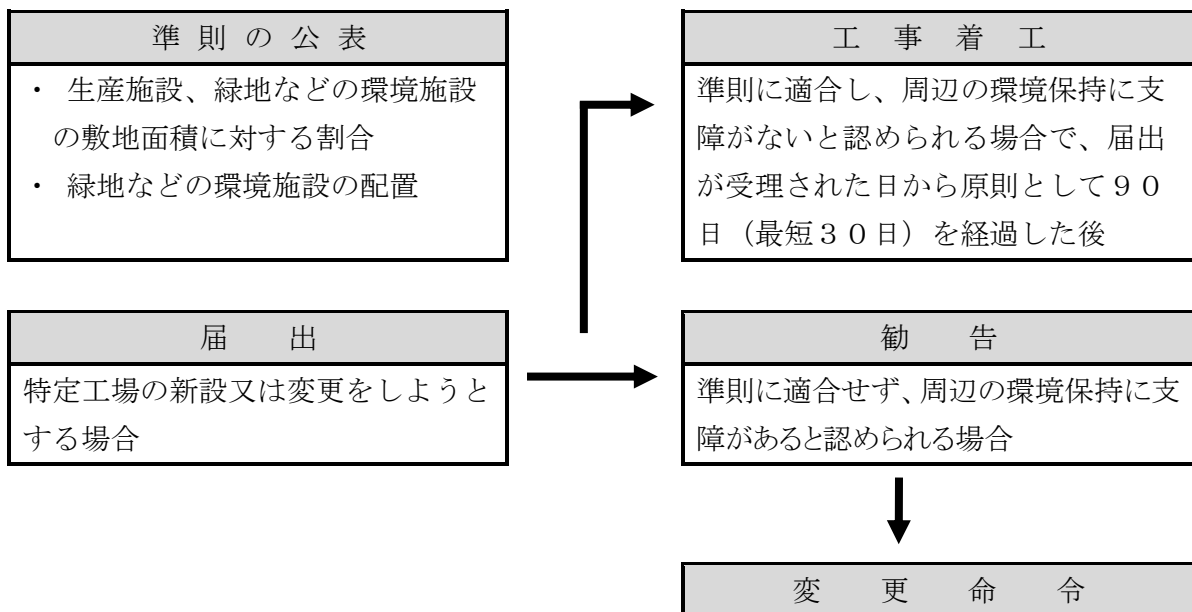 準則の公表
・ 生産施設、緑地などの環境施設
の敷地面積に対する割合
・ 緑地などの環境施設の配置
工事着工
準則に適合し、周辺の環境保持に支
障がないと認められる場合で、届出
が受理された日から原則として９０
日（最短３０日）を経過した後
届出
特定工場の新設又は変更をしようと
する場合
勧告
準則に適合せず、周辺の環境保持に支
障があると認められる場合
変更命令